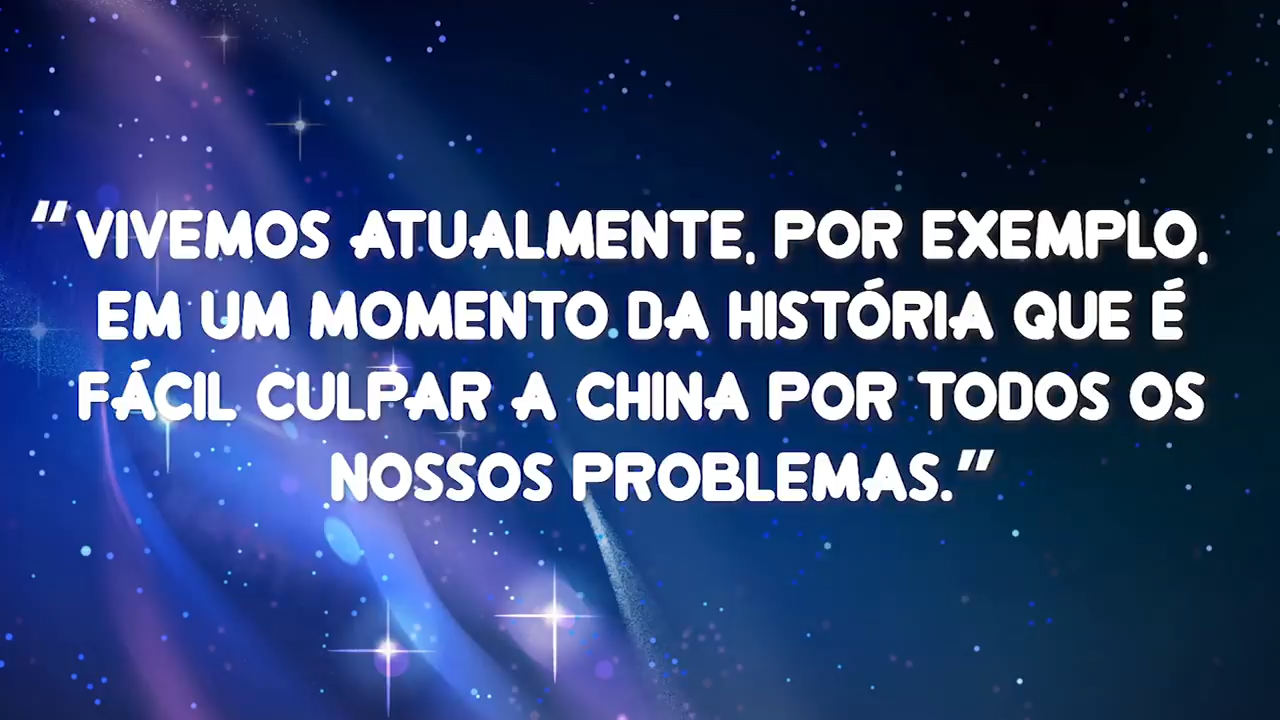 "VIVEMOS ATUALMENTE, POR EXEMPLO,
EM UM MOMENTO DA HISTÓRIA QUE É
FÁCIL CULPAR A CHINA POR TODOS OS
NOSSOS PROBLEMAS."